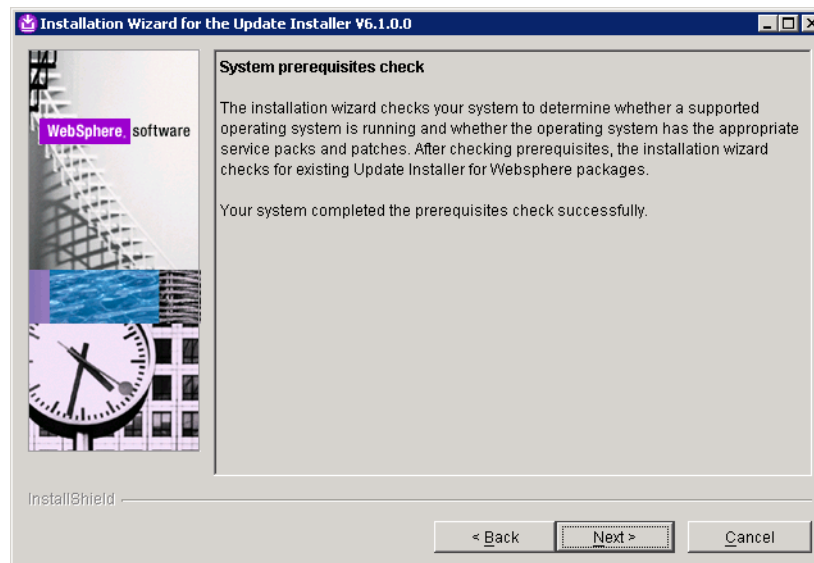 Installation Wizard for the Update Installer V6.1.0.0
WebSphere. software
System prerequisites check
The installation wizard checks your system to determine whether a supported
operating system is running and whether the operating system has the appropriate
service packs and patches. After checking prerequisites, the installation wizard
checks for existing Update Installer for Websphere packages.
Your system completed the prerequisites check successfully.
InstallShield
< Back
Next >
Cancel